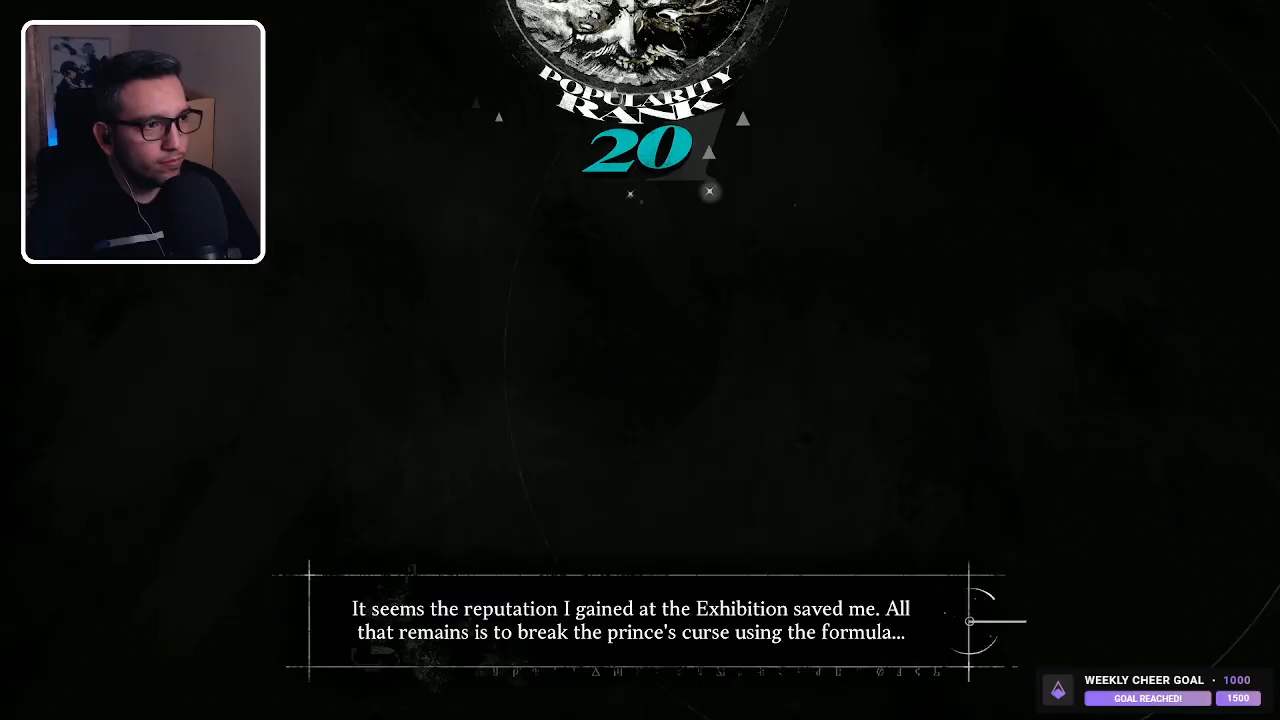 POPULARITY
RANK
20
It seems the reputation I gained at the Exhibition saved me. All
that remains is to break the prince's curse using the formula...
WEEKLY CHEER GOAL · 1000
GOAL REACHED! 1500